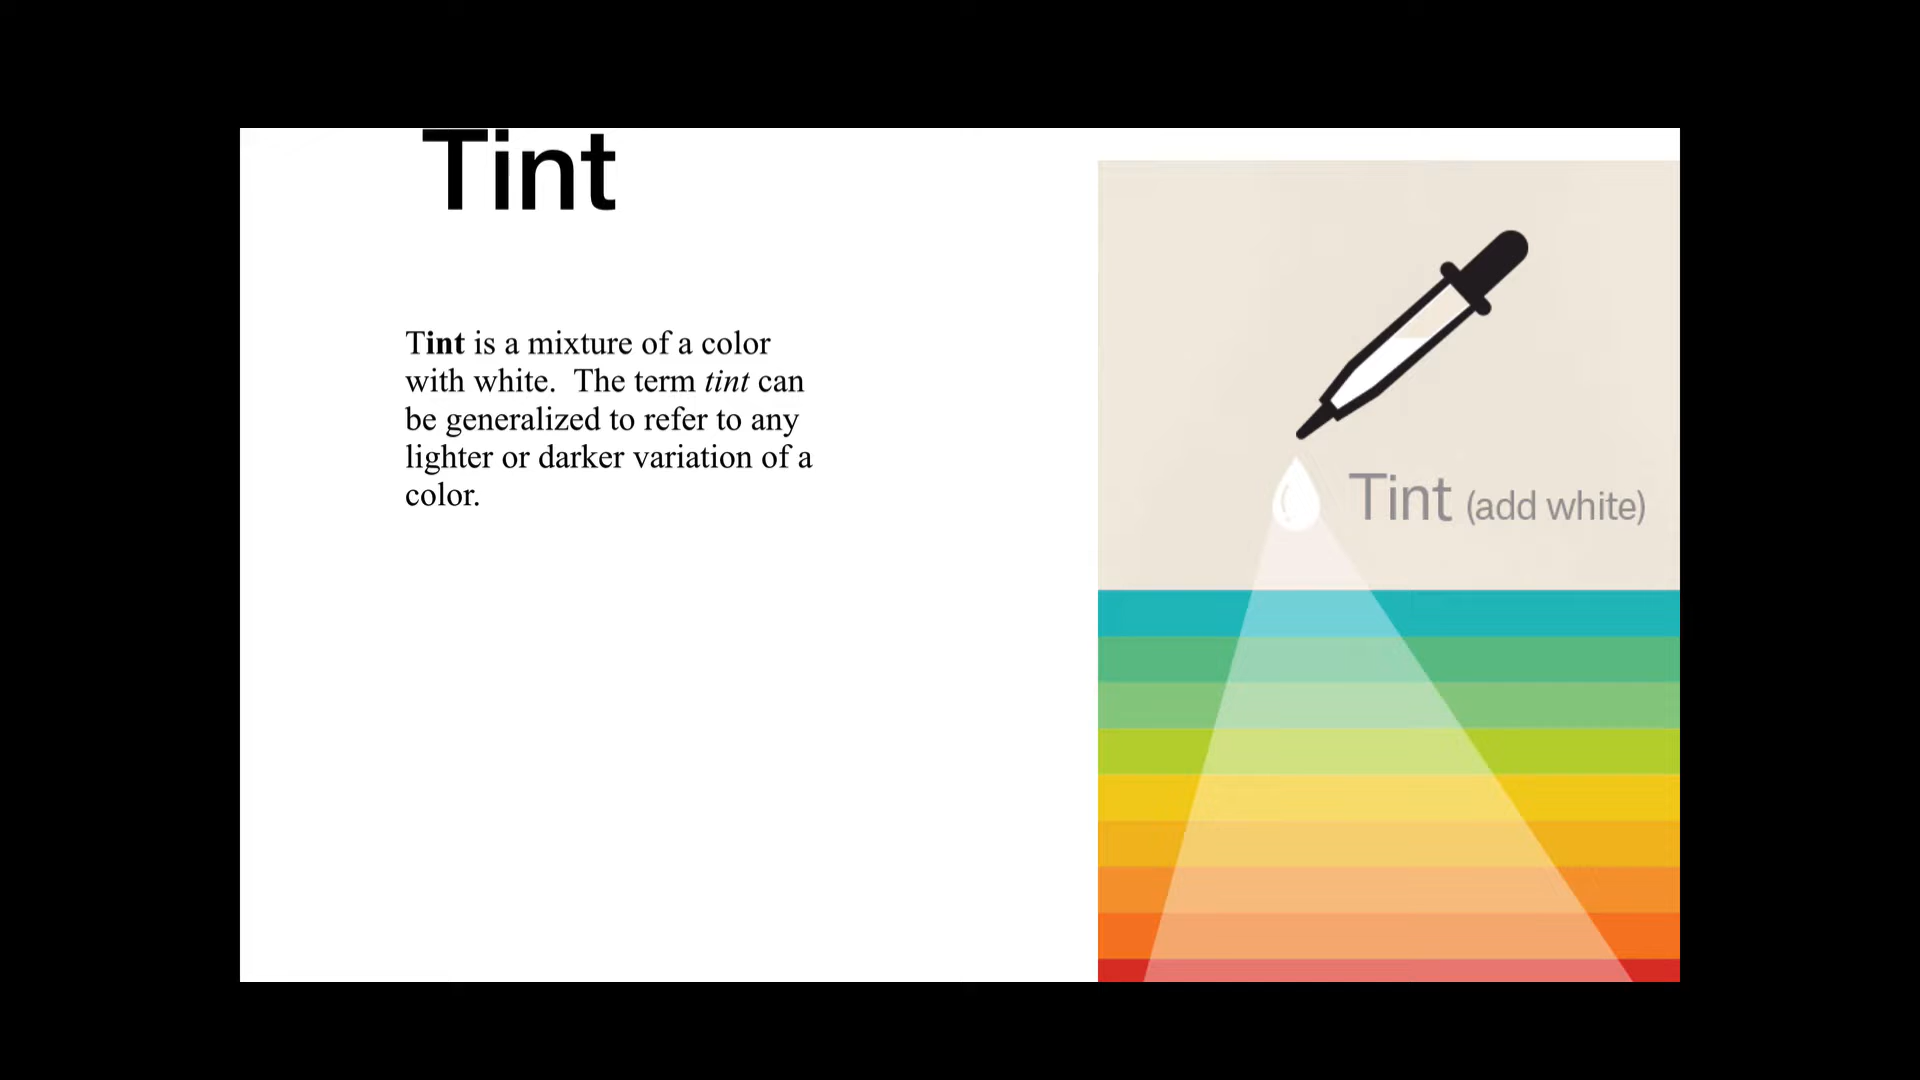 Tint
Tint is a mixture of a color
with white.  The term tint can
be generalized to refer to any
lighter or darker variation of a
color.
Tint (add white)